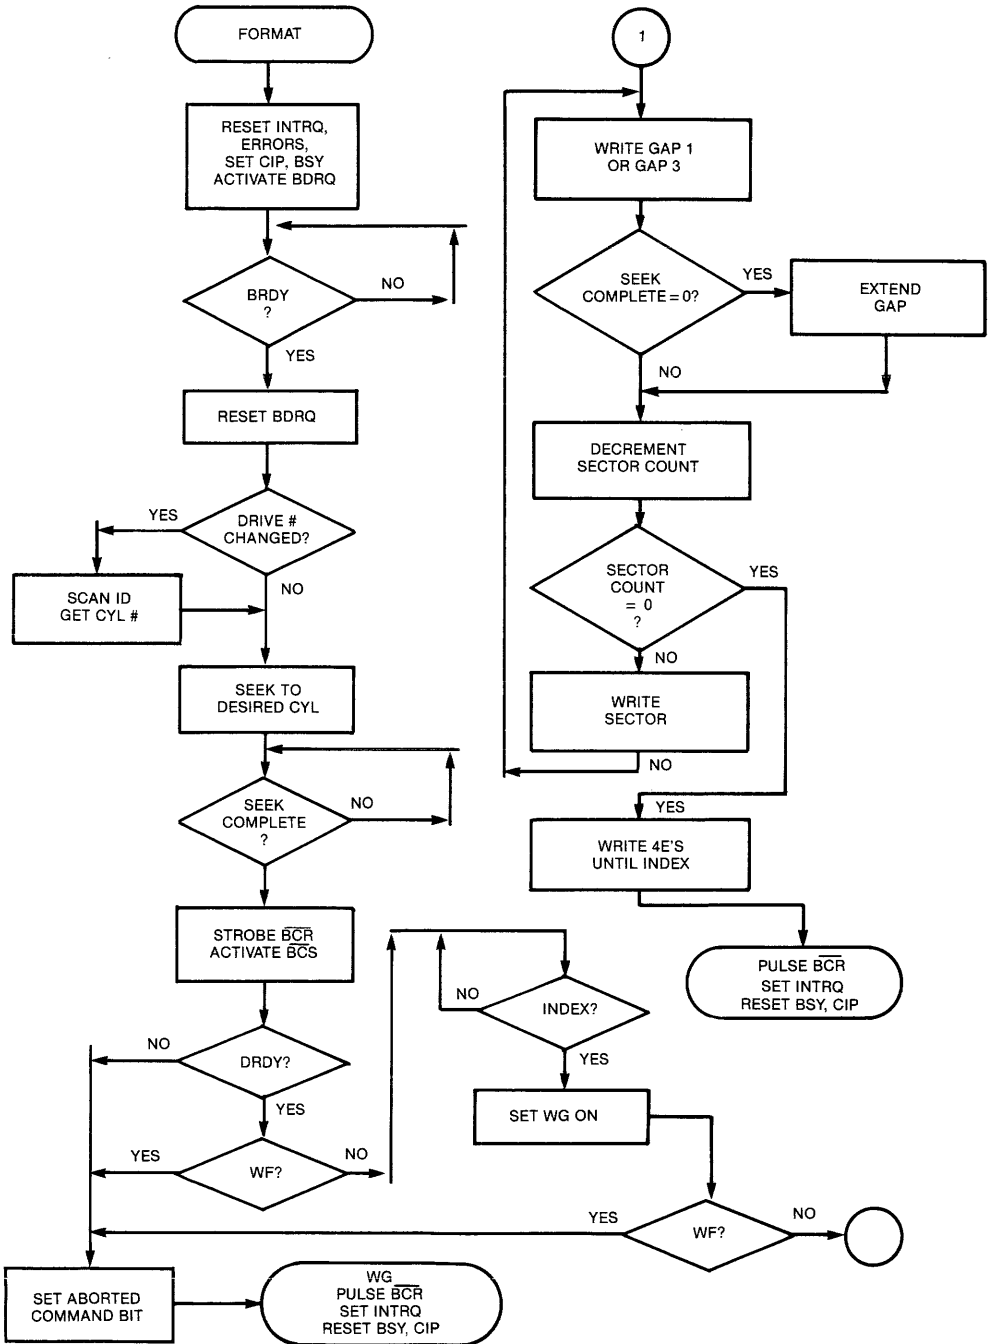 FORMAT
RESET INTRQ,
ERRORS,
SET CIP, BSY
ACTIVATE BDRQ
BRDY
?
NO
YES
RESET BDRQ
DRIVE #
CHANGED?
YES
NO
SCAN ID
GET CYL #
SEEK TO
DESIRED CYL
SEEK
COMPLETE
?
NO
STROBE B̅C̅R̅
ACTIVATE B̅C̅S̅
DRDY?
NO
YES
WF?
YES
NO
SET ABORTED
COMMAND BIT
WG
PULSE B̅C̅R̅
SET INTRQ
RESET BSY, CIP
INDEX?
NO
YES
SET WG ON
WF?
YES
NO
1
WRITE GAP 1
OR GAP 3
SEEK
COMPLETE = 0?
YES
NO
EXTEND
GAP
DECREMENT
SECTOR COUNT
SECTOR
COUNT
= 0
?
YES
NO
WRITE
SECTOR
NO
YES
WRITE 4E'S
UNTIL INDEX
PULSE B̅C̅R̅
SET INTRQ
RESET BSY, CIP